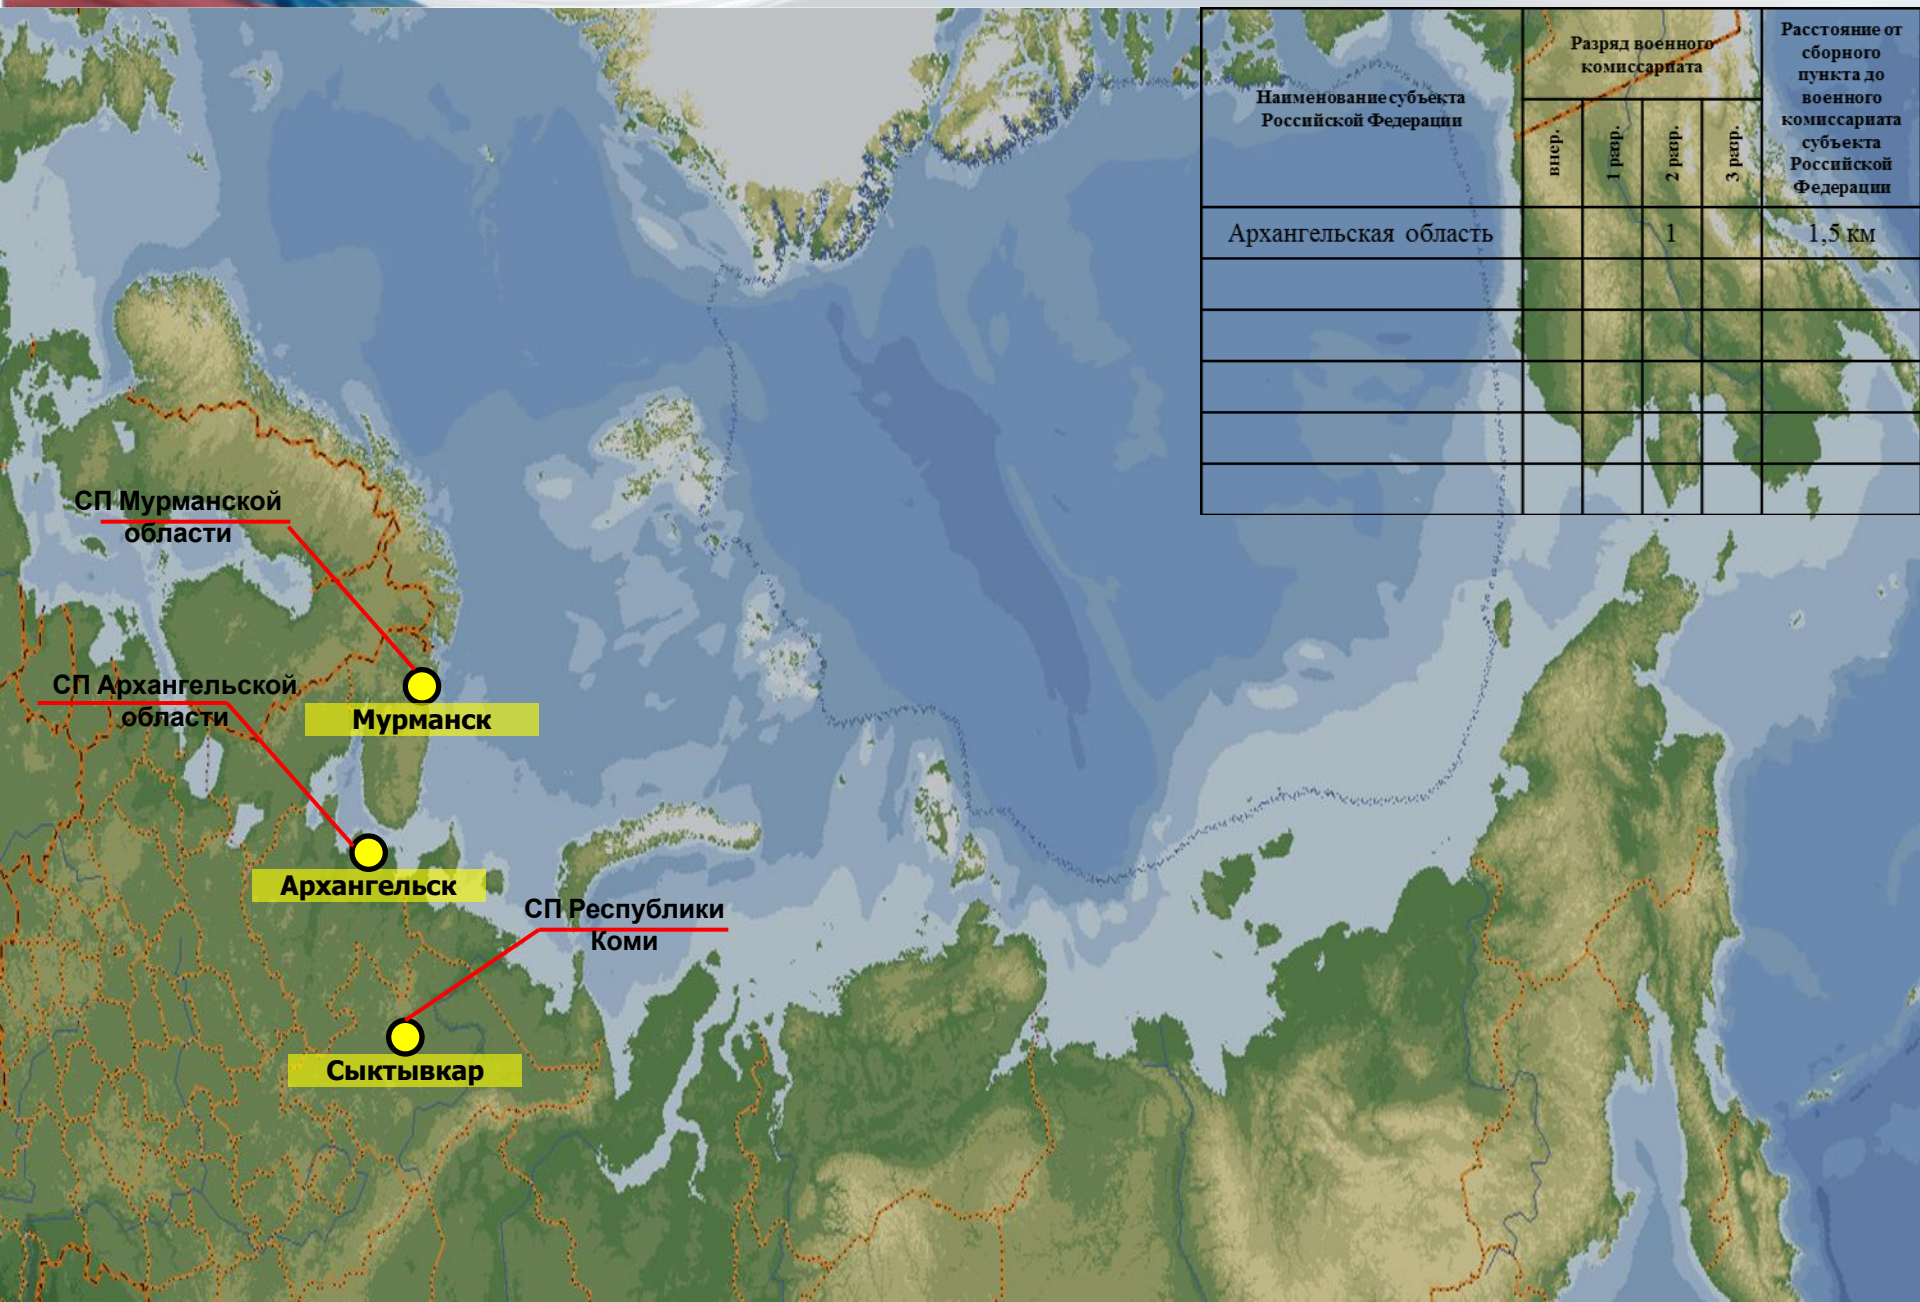 Наименование субъекта
Российской Федерации
Разряд военного
комиссариата
внер.
1 разр.
2 разр.
3 разр.
Расстояние от
сборного
пункта до
военного
комиссариата
субъекта
Российской
Федерации
Архангельская область
1
1,5 км
СП Мурманской
области
Мурманск
СП Архангельской
области
Архангельск
СП Республики
Коми
Сыктывкар